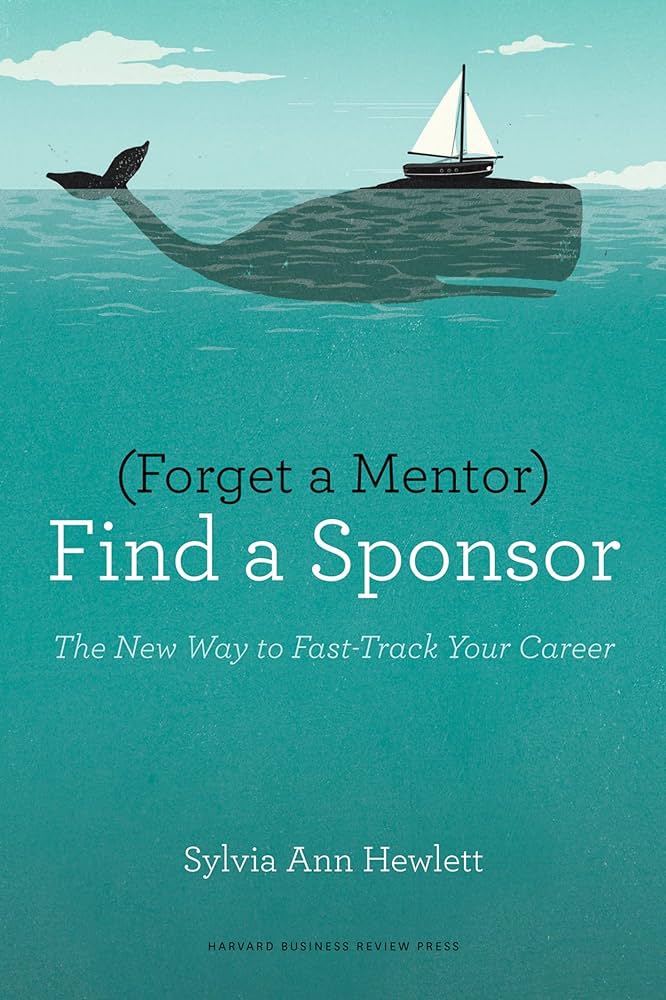 (Forget a Mentor)
Find a Sponsor
The New Way to Fast-Track Your Career
Sylvia Ann Hewlett
HARVARD BUSINESS REVIEW PRESS